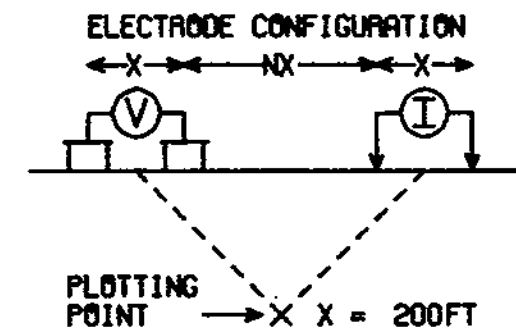 ELECTRODE CONFIGURATION
X NX X
V I
PLOTTING
POINT X X = 200FT